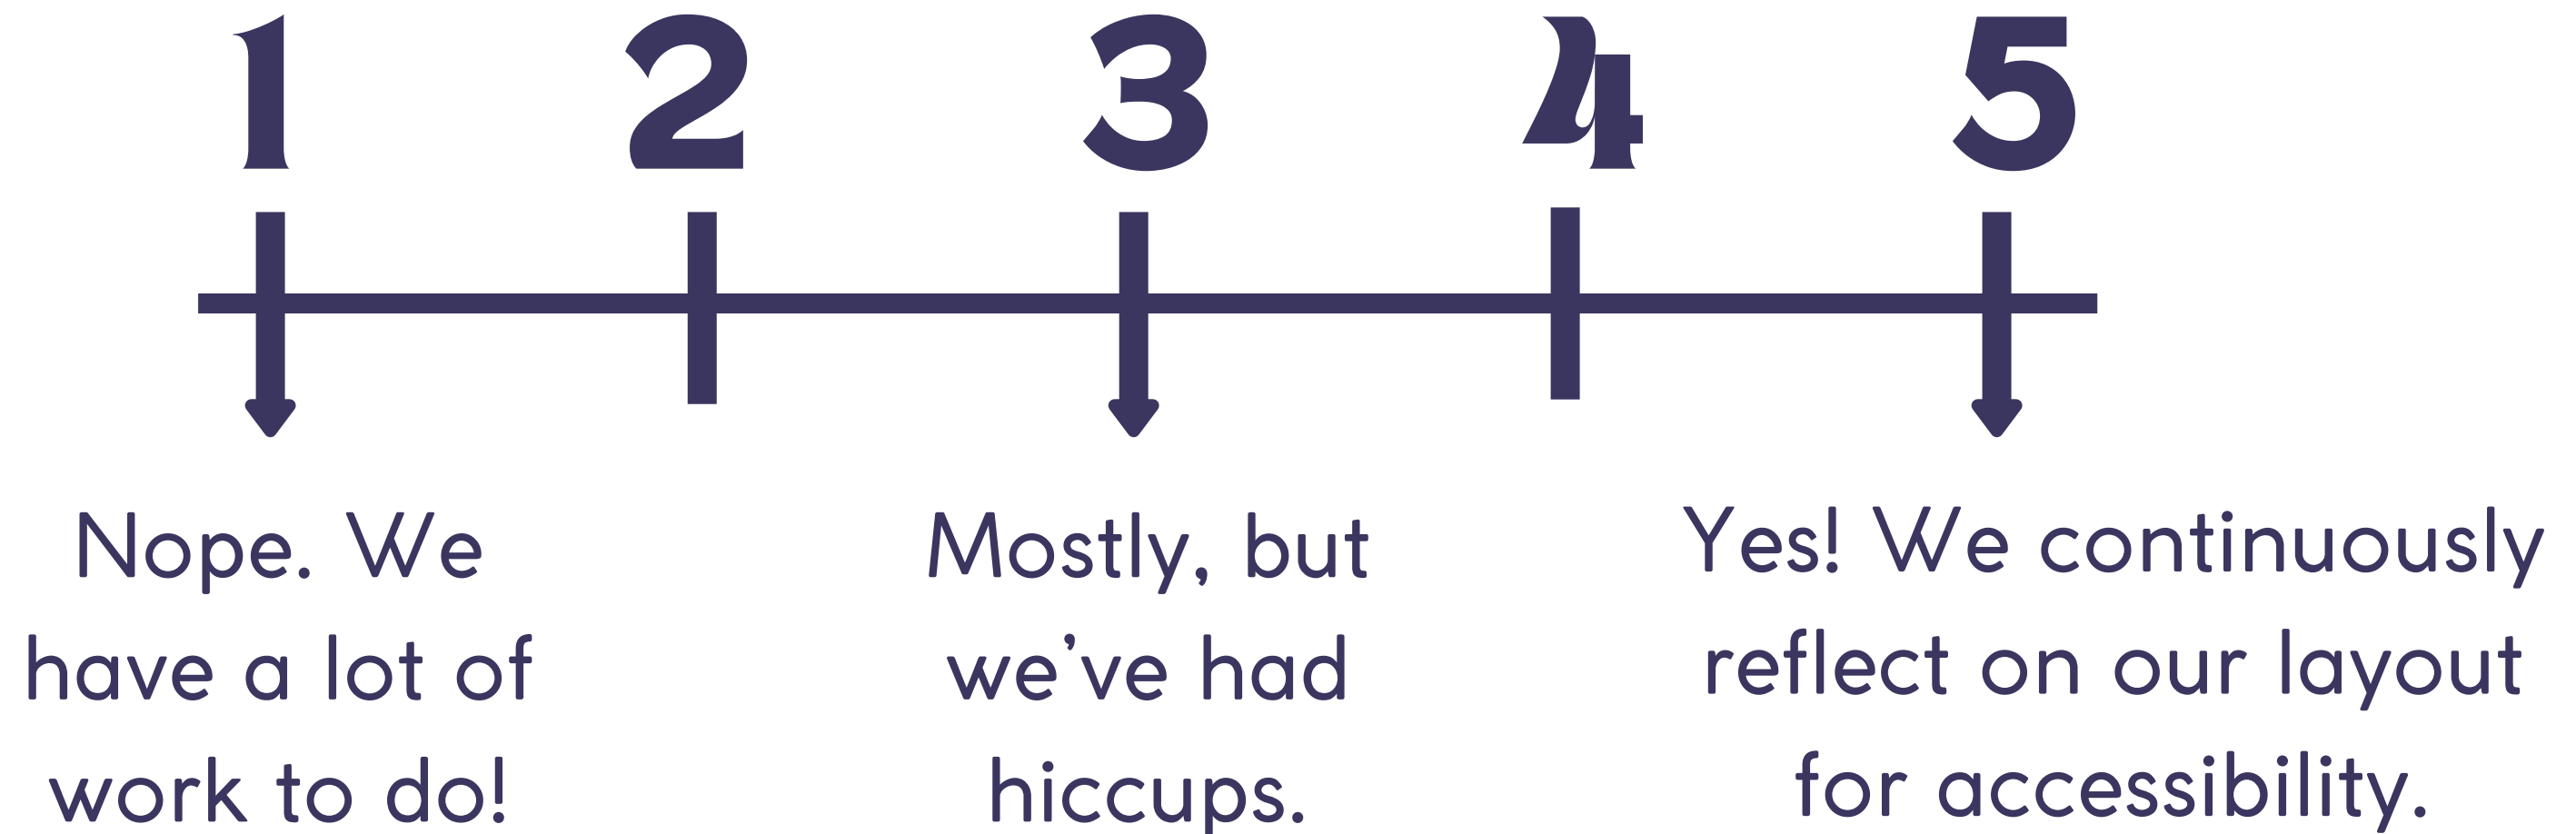 1 2 3 4 5
Nope. We
have a lot of
work to do!
Mostly, but
we’ve had
hiccups.
Yes! We continuously
reflect on our layout
for accessibility.